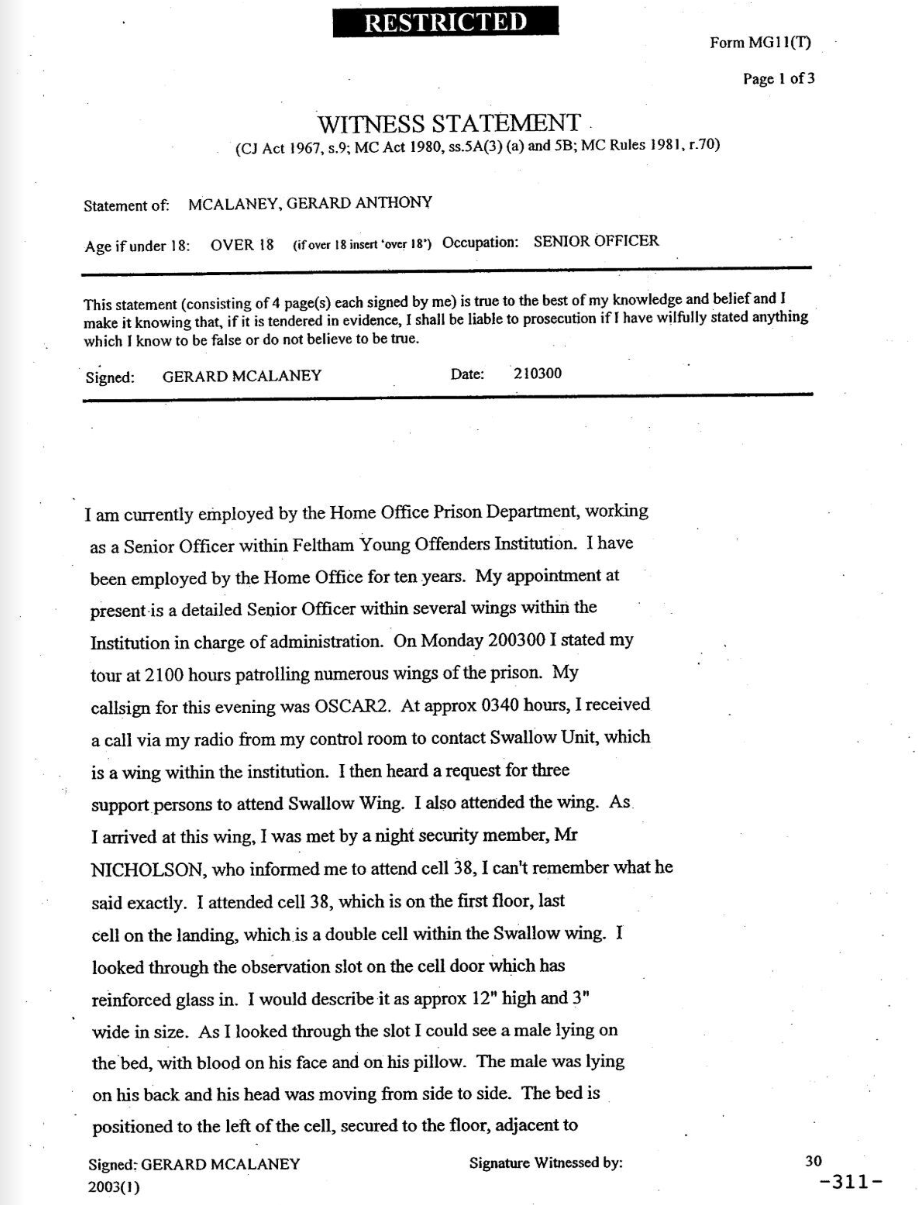 RESTRICTED
Form MG11(T)
Page 1 of 3
WITNESS STATEMENT
(CJ Act 1967, s.9; MC Act 1980, ss.5A(3) (a) and 5B; MC Rules 1981, r.70)
Statement of: MCALANEY, GERARD ANTHONY
Age if under 18: OVER 18 (if over 18 insert 'over 18') Occupation: SENIOR OFFICER
This statement (consisting of 4 page(s) each signed by me) is true to the best of my knowledge and belief and I
make it knowing that, if it is tendered in evidence, I shall be liable to prosecution if I have wilfully stated anything
which I know to be false or do not believe to be true.
Signed: GERARD MCALANEY Date: 210300
I am currently employed by the Home Office Prison Department, working
as a Senior Officer within Feltham Young Offenders Institution. I have
been employed by the Home Office for ten years. My appointment at
present is a detailed Senior Officer within several wings within the
Institution in charge of administration. On Monday 200300 I stated my
tour at 2100 hours patrolling numerous wings of the prison. My
callsign for this evening was OSCAR2. At approx 0340 hours, I received
a call via my radio from my control room to contact Swallow Unit, which
is a wing within the institution. I then heard a request for three
support persons to attend Swallow Wing. I also attended the wing. As
I arrived at this wing, I was met by a night security member, Mr
NICHOLSON, who informed me to attend cell 38, I can't remember what he
said exactly. I attended cell 38, which is on the first floor, last
cell on the landing, which is a double cell within the Swallow wing. I
looked through the observation slot on the cell door which has
reinforced glass in. I would describe it as approx 12" high and 3"
wide in size. As I looked through the slot I could see a male lying on
the bed, with blood on his face and on his pillow. The male was lying
on his back and his head was moving from side to side. The bed is
positioned to the left of the cell, secured to the floor, adjacent to
Signed: GERARD MCALANEY Signature Witnessed by: 30
2003(1)
-311-